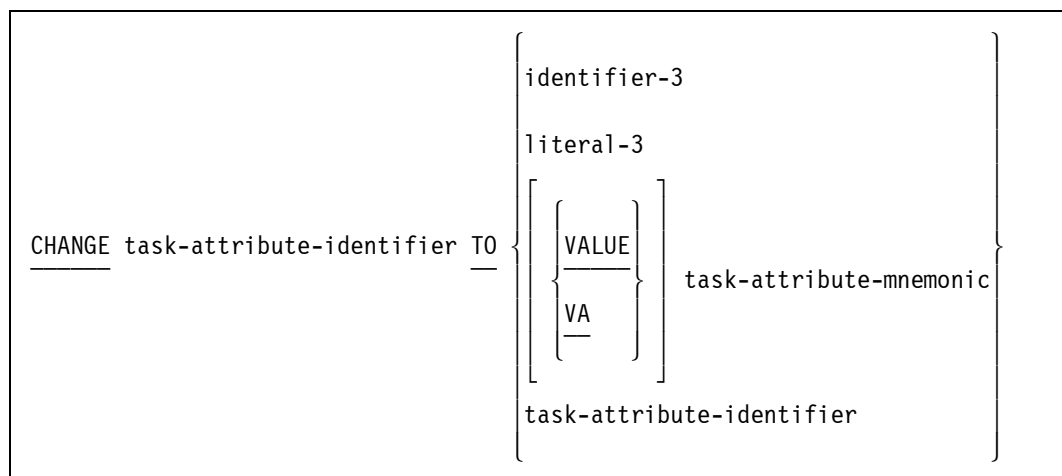 identifier-3
literal-3
CHANGE task-attribute-identifier TO VALUE
task-attribute-mnemonic
VA
task-attribute-identifier